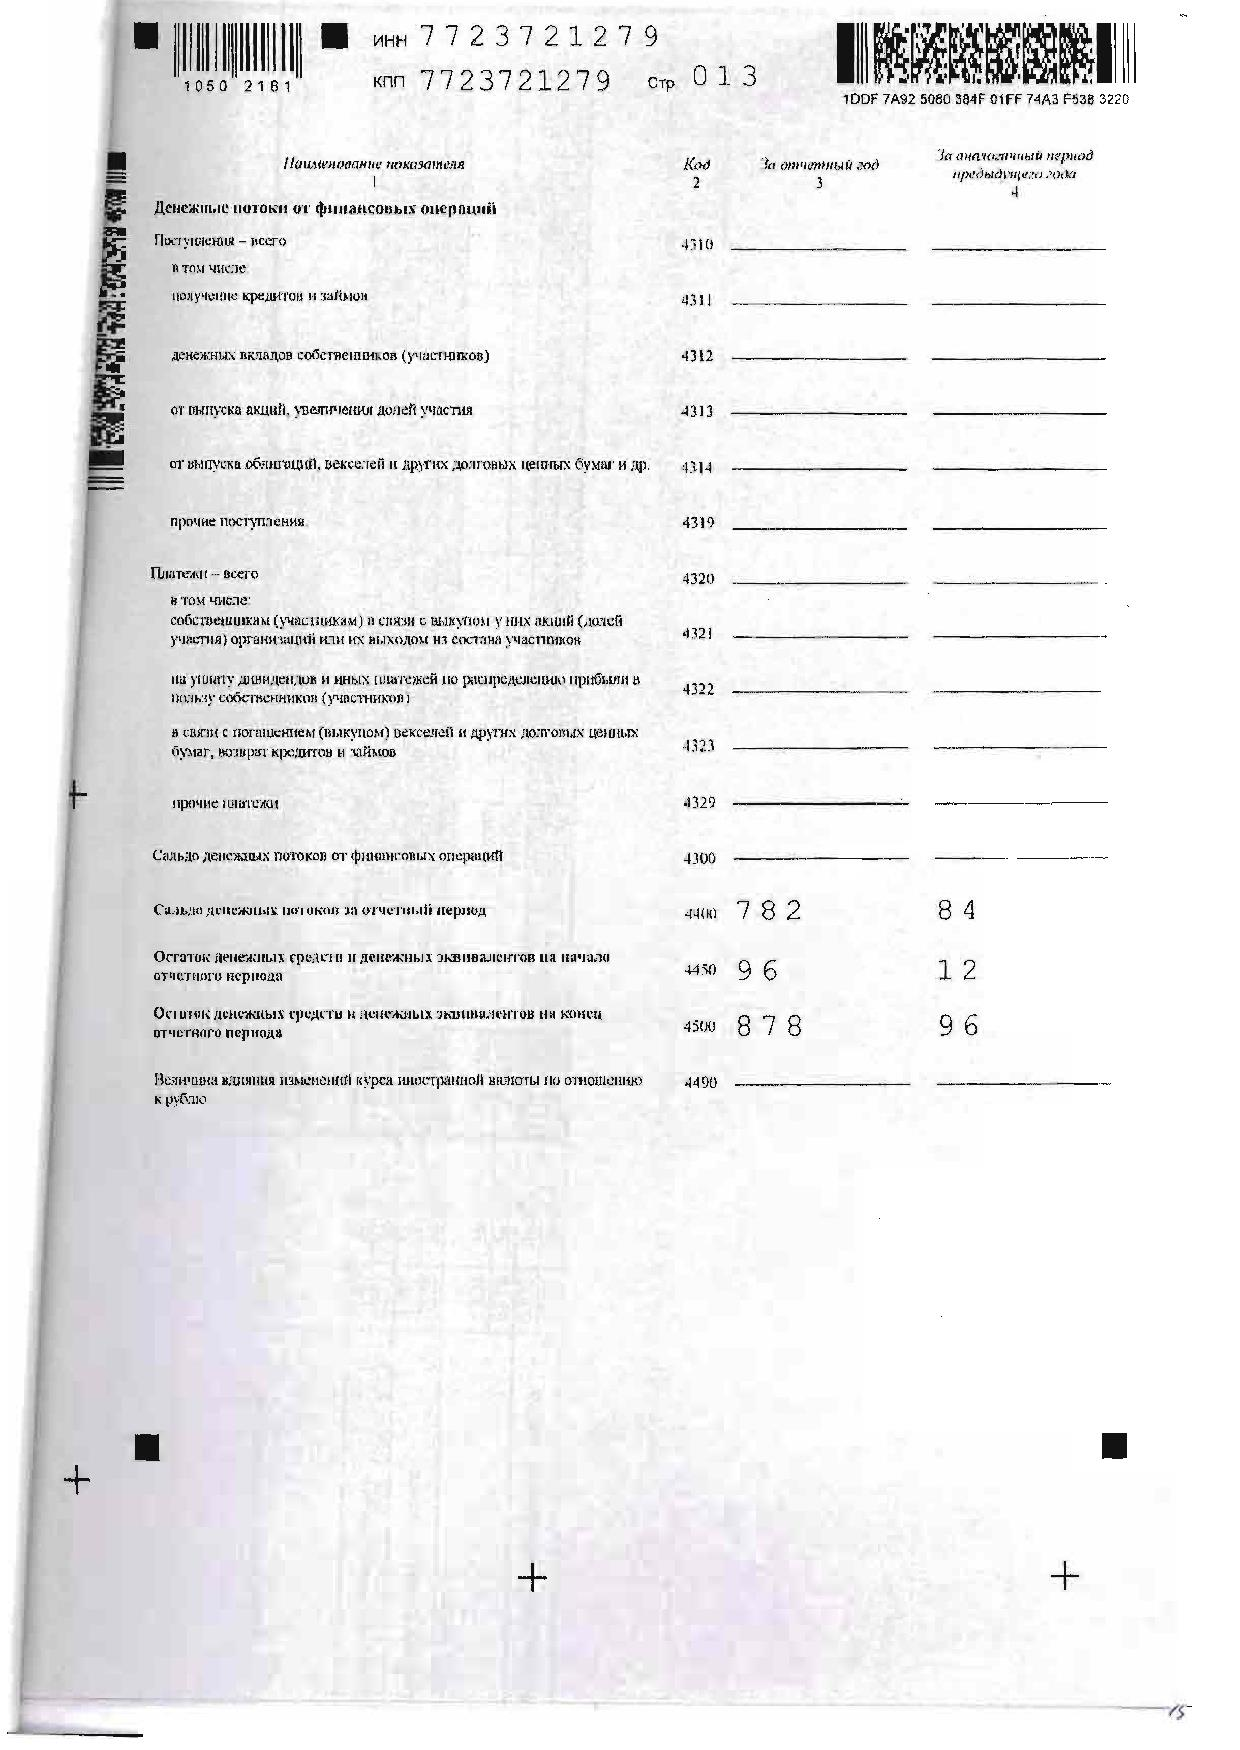 ИНН 7723721279
1050 2181
КПП 7723721279 Стр 013
1DDF 7A92 5080 384F 01FF 74A3 F538 3220
Наименование показателя Код За отчетный год За аналогичный период предыдущего года
1 2 3 4
Денежные потоки от финансовых операций
Поступления – всего 4310
в том числе
получение кредитов и займов 4311
денежных вкладов собственников (участников) 4312
от выпуска акций, увеличения долей участия 4313
от выпуска облигаций, векселей и других долговых ценных бумаг и др. 4314
прочие поступления 4319
Платежи – всего 4320
в том числе:
собственникам (участникам) в связи с выкупом у них акций (долей
участия) организаций или их выходом из состава участников 4321
на уплату дивидендов и иных платежей по распределению прибыли в
пользу собственников (участников) 4322
в связи с погашением (выкупом) векселей и других долговых ценных
бумаг, возврат кредитов и займов 4323
прочие платежи 4329
Сальдо денежных потоков от финансовых операций 4300
Сальдо денежных потоков за отчетный период 4400 782 84
Остаток денежных средств и денежных эквивалентов на начало
отчетного периода 4450 96 12
Остаток денежных средств и денежных эквивалентов на конец
отчетного периода 4500 878 96
Величина влияния изменений курса иностранной валюты по отношению
к рублю 4490
15